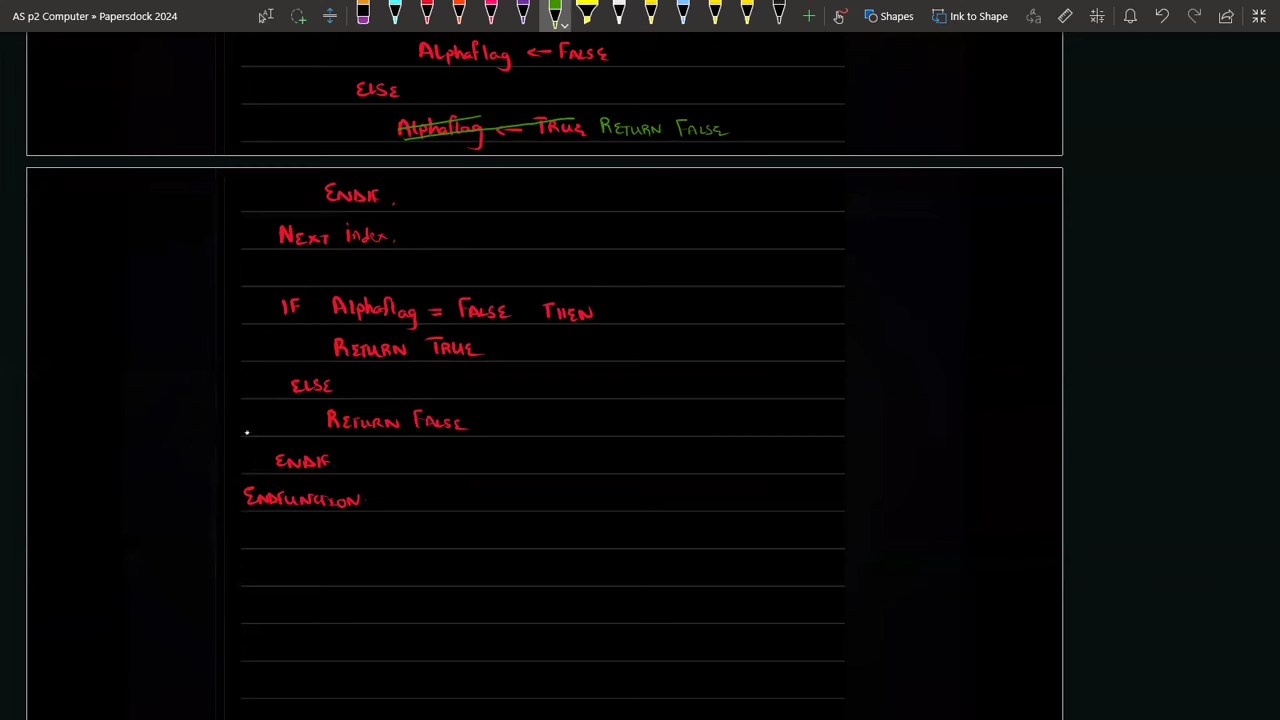 AS p2 Computer » Papersdock 2024
Shapes
Ink to Shape
Alphaflag ← FALSE
ELSE
Alphaflag ← TRUE RETURN FALSE
ENDIF.
NEXT index.
IF Alphaflag = FALSE THEN
RETURN TRUE
ELSE
RETURN FALSE
ENDIF
ENDFUNCTION